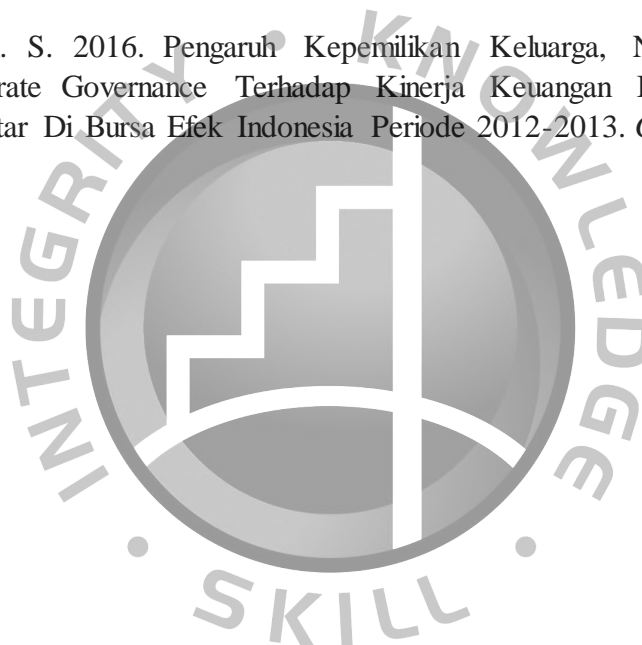 . S. 2016. Pengaruh Kepemilikan Keluarga, N
rate Governance Terhadap Kinerja Keuangan
tar Di Bursa Efek Indonesia Periode 2012-2013.
INTEGRITY • KNOWLEDGE • SKILL